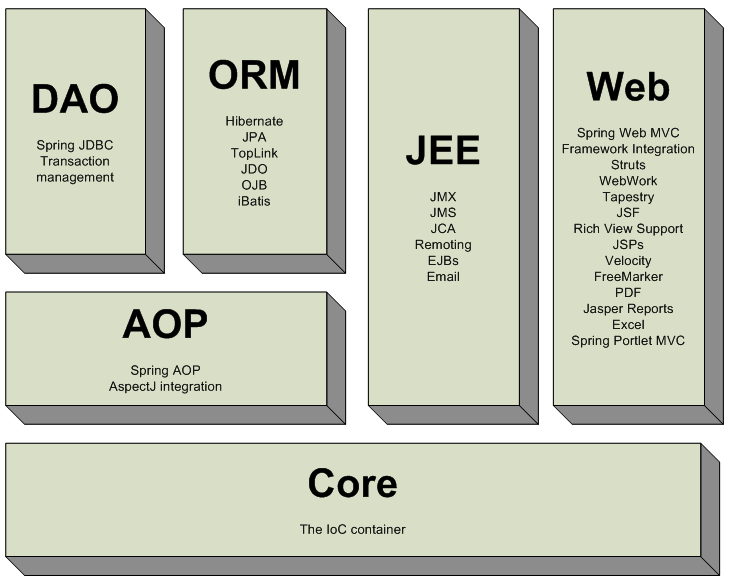 DAO
Spring JDBC
Transaction
management
ORM
Hibernate
JPA
TopLink
JDO
OJB
iBatis
JEE
JMX
JMS
JCA
Remoting
EJBs
Email
Web
Spring Web MVC
Framework Integration
Struts
WebWork
Tapestry
JSF
Rich View Support
JSPs
Velocity
FreeMarker
PDF
Jasper Reports
Excel
Spring Portlet MVC
AOP
Spring AOP
AspectJ integration
Core
The IoC container